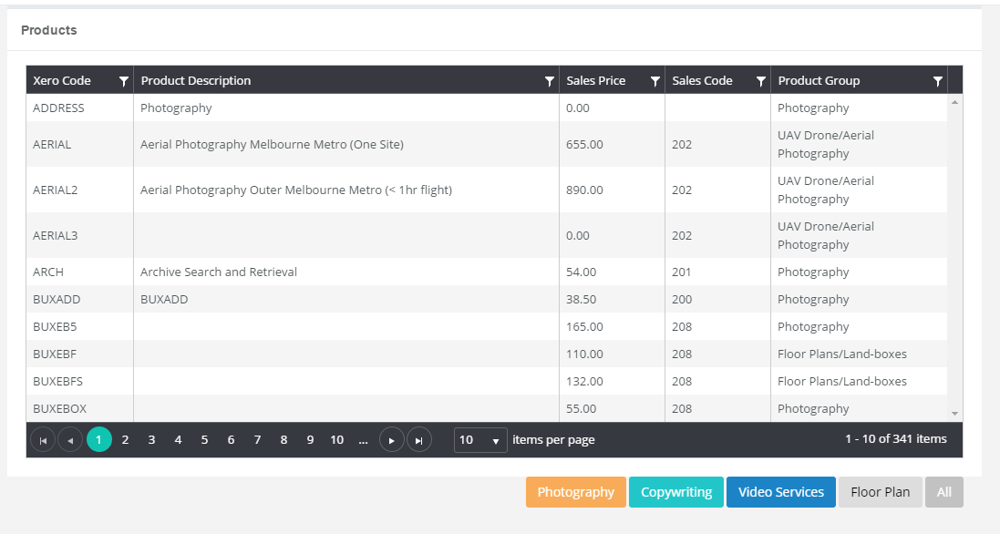 Products
Xero Code Product Description Sales Price Sales Code Product Group
ADDRESS Photography 0.00 Photography
AERIAL Aerial Photography Melbourne Metro (One Site) 655.00 202 UAV Drone/Aerial
Photography
AERIAL2 Aerial Photography Outer Melbourne Metro (< 1hr flight) 890.00 202 UAV Drone/Aerial
Photography
AERIAL3 0.00 202 UAV Drone/Aerial
Photography
ARCH Archive Search and Retrieval 54.00 201 Photography
BUXADD BUXADD 38.50 200 Photography
BUXEB5 165.00 208 Photography
BUXEBF 110.00 208 Floor Plans/Land-boxes
BUXEBFS 132.00 208 Floor Plans/Land-boxes
BUXEBOX 55.00 208 Photography
1 2 3 4 5 6 7 8 9 10 ... 10 items per page 1 - 10 of 341 items
Photography Copywriting Video Services Floor Plan All